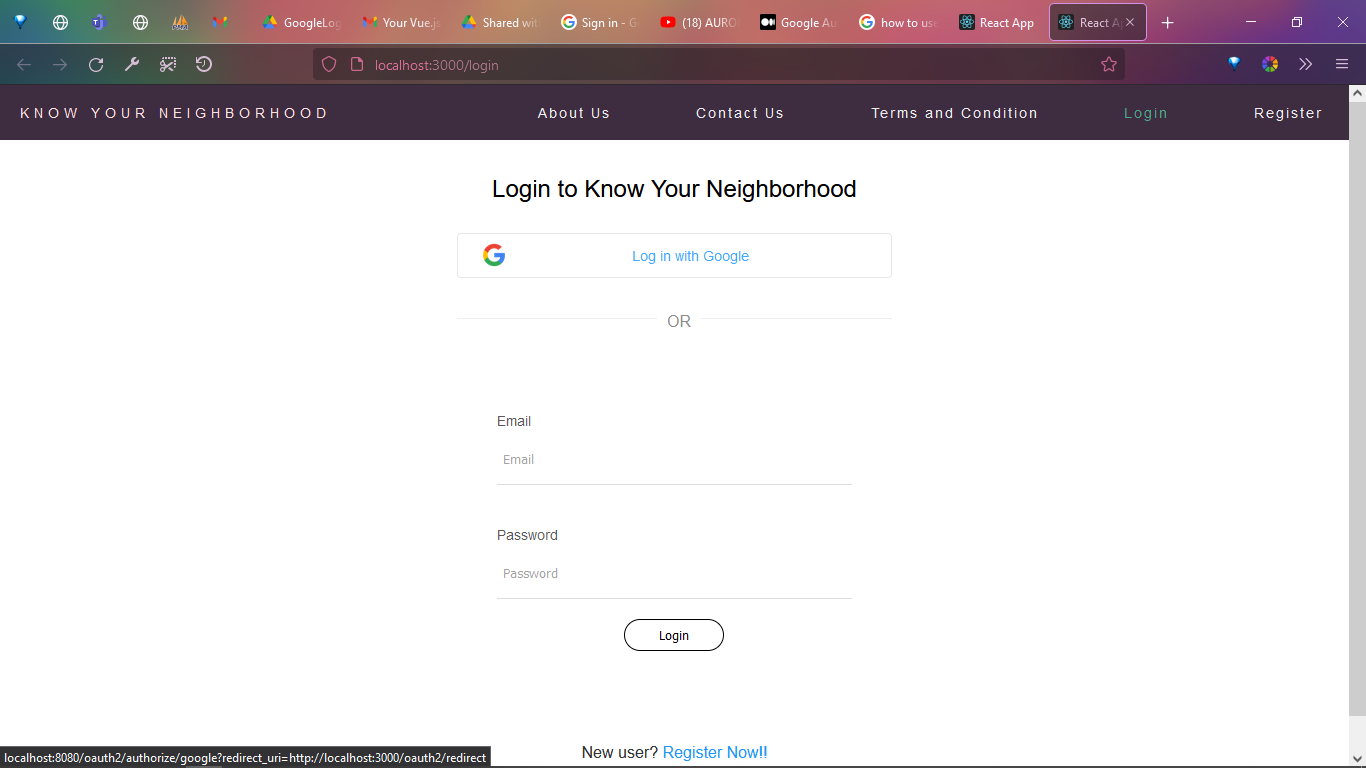 GoogleLog
Your Vue.js
Shared with
Sign in - G
(18) AURO
Google Au
how to use
React App
React Ap
localhost:3000/login
KNOW YOUR NEIGHBORHOOD
About Us
Contact Us
Terms and Condition
Login
Register
Login to Know Your Neighborhood
Log in with Google
OR
Email
Email
Password
Password
Login
New user? Register Now!!
localhost:8080/oauth2/authorize/google?redirect_uri=http://localhost:3000/oauth2/redirect